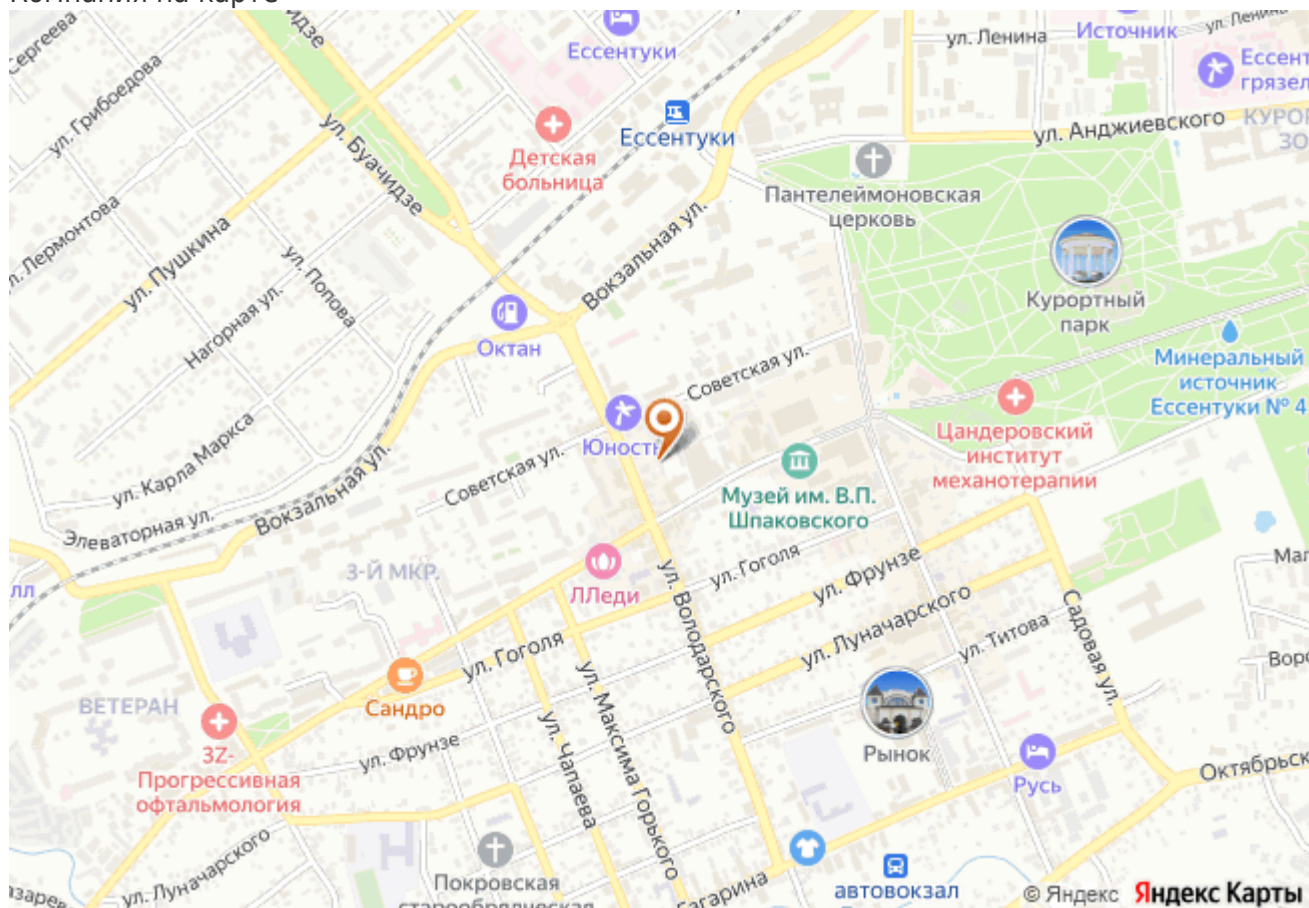 Компания на карте
Сергеева
ул. Грибоедова
Ессентуки
ул. Ленина
Источник
ул. Ленина
Ессент
грязел
ул. Анджиевского
КУРОР
ЗО
Ессентуки
Детская
больница
ул. Буачидзе
Пантелеймоновская
церковь
ул. Лермонтова
ул. Пушкина
ул. Попова
Нагорная ул.
Вокзальная ул.
Курортный
парк
Октан
Советская ул.
Минеральный
источник
Ессентуки № 4
Юность
Цандеровский
институт
механотерапии
ул. Карла Маркса
Советская ул.
Вокзальная ул.
Элеваторная ул.
Музей им. В.П.
Шпаковского
3-Й МКР.
ЛЛеди
ул. Гоголя
ул. Фрунзе
лл
Мал
ул. Володарского
ул. Луначарского
ул. Титова
Садовая ул.
ул. Гоголя
Воро
ВЕТЕРАН
Сандро
ул. Максима Горького
ул. Чапаева
ул. Фрунзе
Рынок
3Z-
Прогрессивная
офтальмология
Русь
Октябрьск
ул. Луначарского
Покровская
старообрядческая
Гагарина
автовокзал
© Яндекс Яндекс Карты